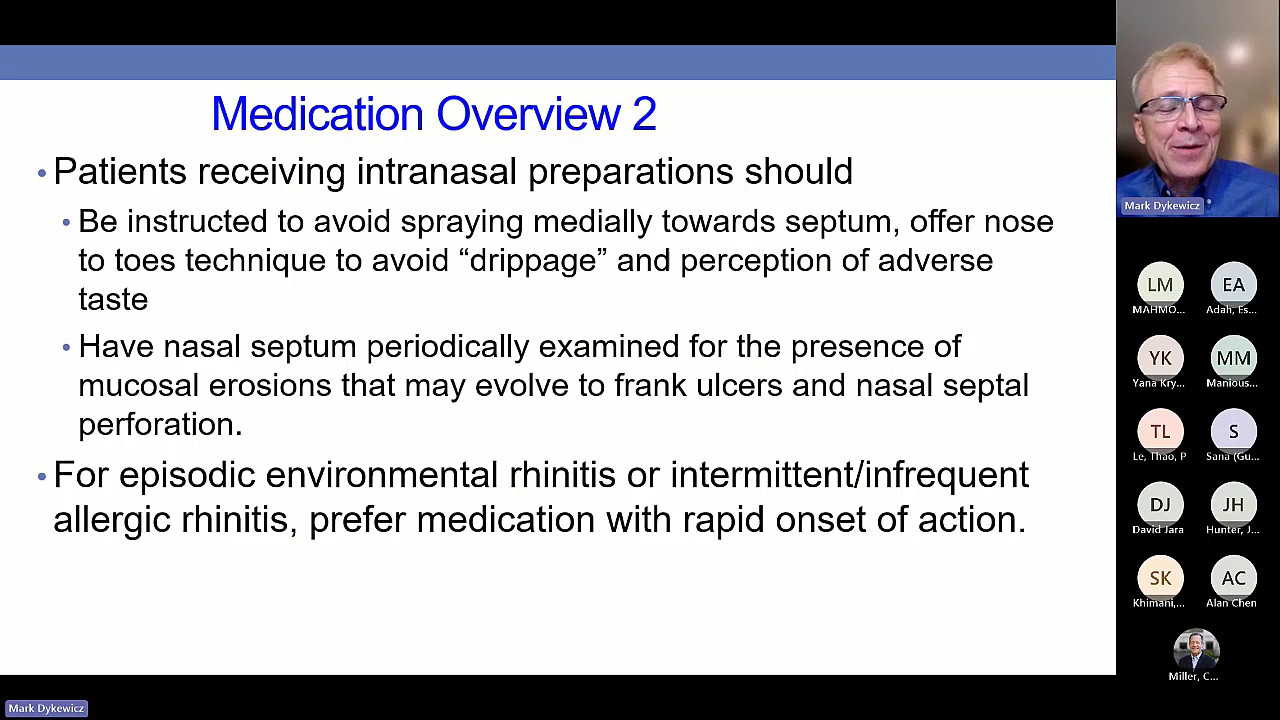 Medication Overview 2
• Patients receiving intranasal preparations should
• Be instructed to avoid spraying medially towards septum, offer nose
to toes technique to avoid “drippage” and perception of adverse
taste
• Have nasal septum periodically examined for the presence of
mucosal erosions that may evolve to frank ulcers and nasal septal
perforation.
• For episodic environmental rhinitis or intermittent/infrequent
allergic rhinitis, prefer medication with rapid onset of action.
Mark Dykewicz
LM
MAHMO...
EA
Adah, Es...
YK
Yana Kry...
MM
Manious...
TL
Le, Thao, P
S
Sana (Gu...
DJ
David Jara
JH
Hunter, J...
SK
Khimani,...
AC
Alan Chen
Miller, C...
Mark Dykewicz